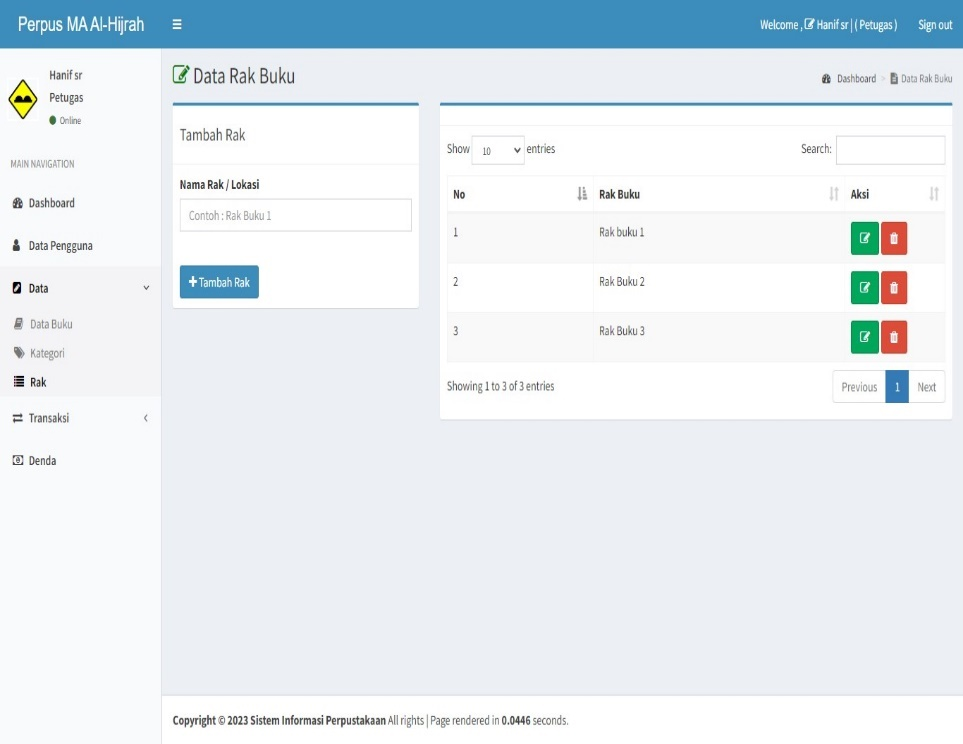 Perpus MA Al-Hijrah
Welcome , Hanif sr | ( Petugas )
Sign out
Hanif sr
Petugas
Online
MAIN NAVIGATION
Dashboard
Data Pengguna
Data
Data Buku
Kategori
Rak
Transaksi
Denda
Data Rak Buku
Dashboard > Data Rak Buku
Tambah Rak
Nama Rak / Lokasi
Contoh : Rak Buku 1
+ Tambah Rak
Show 10 entries
Search:
No Rak Buku Aksi
1 Rak buku 1
2 Rak Buku 2
3 Rak Buku 3
Showing 1 to 3 of 3 entries
Previous 1 Next
Copyright © 2023 Sistem Informasi Perpustakaan All rights | Page rendered in 0.0446 seconds.